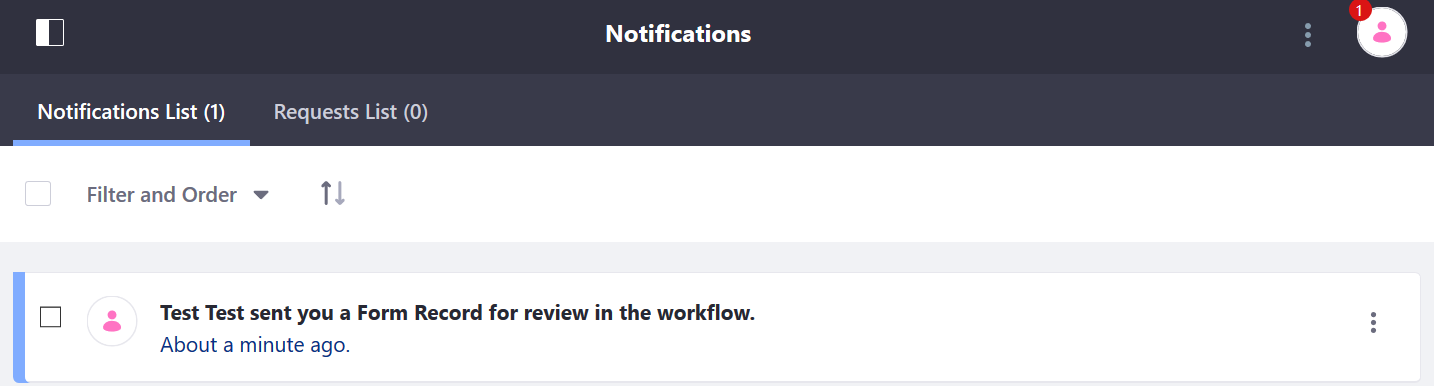 Notifications
1
Notifications List (1)
Requests List (0)
Filter and Order
Test Test sent you a Form Record for review in the workflow.
About a minute ago.